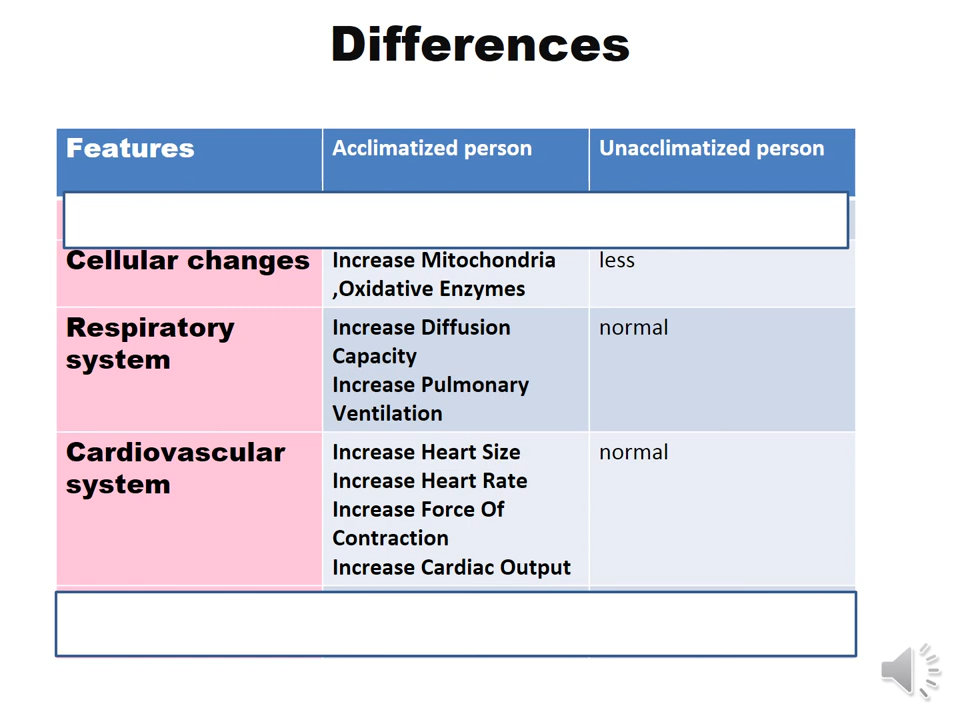 Differences
Features Acclimatized person Unacclimatized person
Cellular changes Increase Mitochondria less
,Oxidative Enzymes
Respiratory Increase Diffusion normal
system Capacity
Increase Pulmonary
Ventilation
Cardiovascular Increase Heart Size normal
system Increase Heart Rate
Increase Force Of
Contraction
Increase Cardiac Output